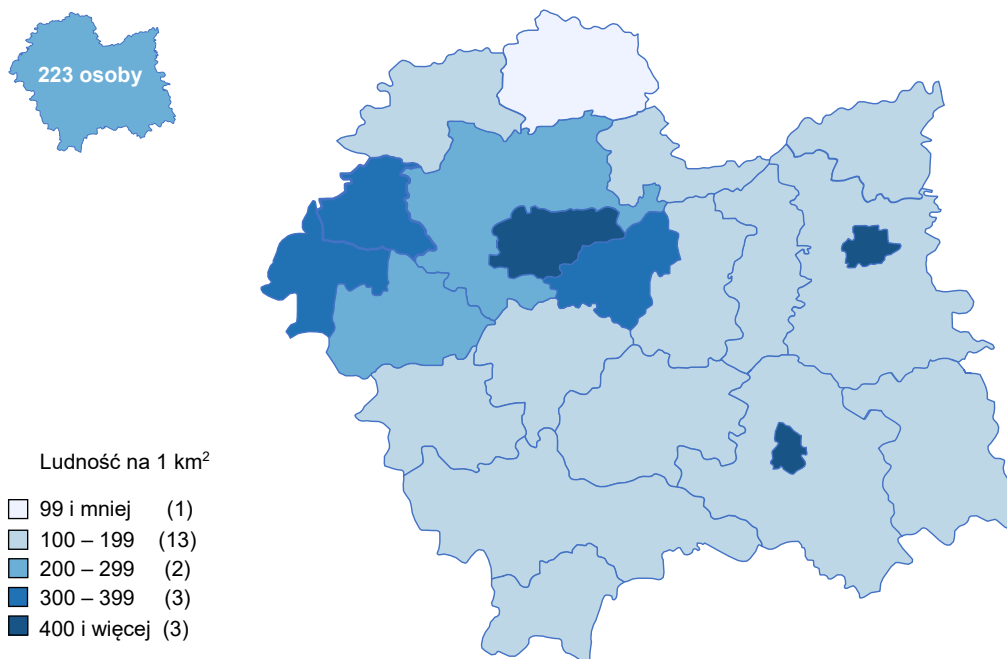 223 osoby
Ludność na 1 km²
99 i mniej (1)
100 – 199 (13)
200 – 299 (2)
300 – 399 (3)
400 i więcej (3)